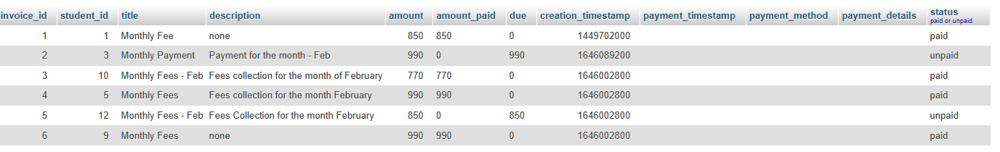 invoice_id student_id title description amount amount_paid due creation_timestamp payment_timestamp payment_method payment_details status
paid or unpaid
1 1 Monthly Fee none 850 850 0 1449702000 paid
2 3 Monthly Payment Payment for the month - Feb 990 0 990 1646089200 unpaid
3 10 Monthly Fees - Feb Fees collection for the month of February 770 770 0 1646002800 paid
4 5 Monthly Fees Fees collection for the month February 990 990 0 1646002800 paid
5 12 Monthly Fees - Feb Fees Collection for the month February 850 0 850 1646002800 unpaid
6 9 Monthly Fees none 990 990 0 1646002800 paid